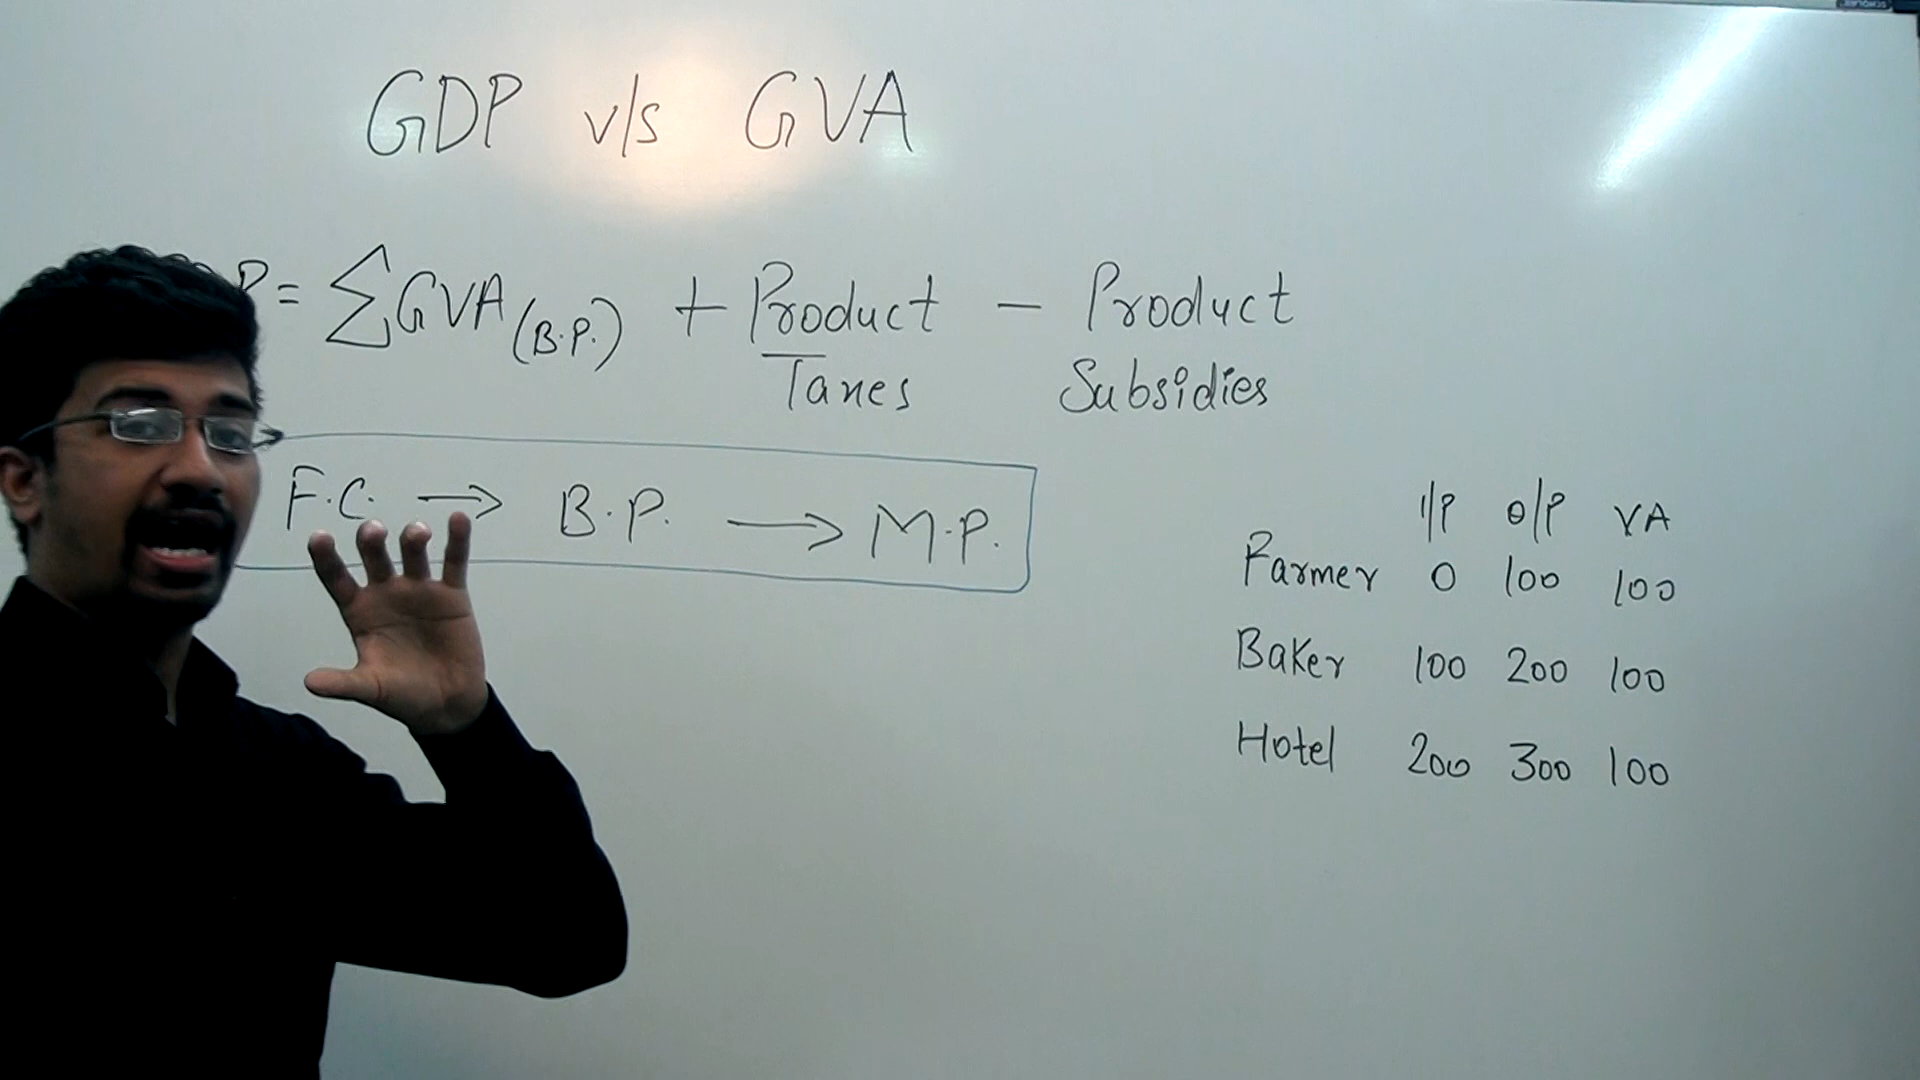 GDP v/s GVA
P = ∑GVA(B.P.) + Product Taxes - Product Subsidies
F.C. → B.P. → M.P.
I/P O/P VA
Farmer 0 100 100
Baker 100 200 100
Hotel 200 300 100